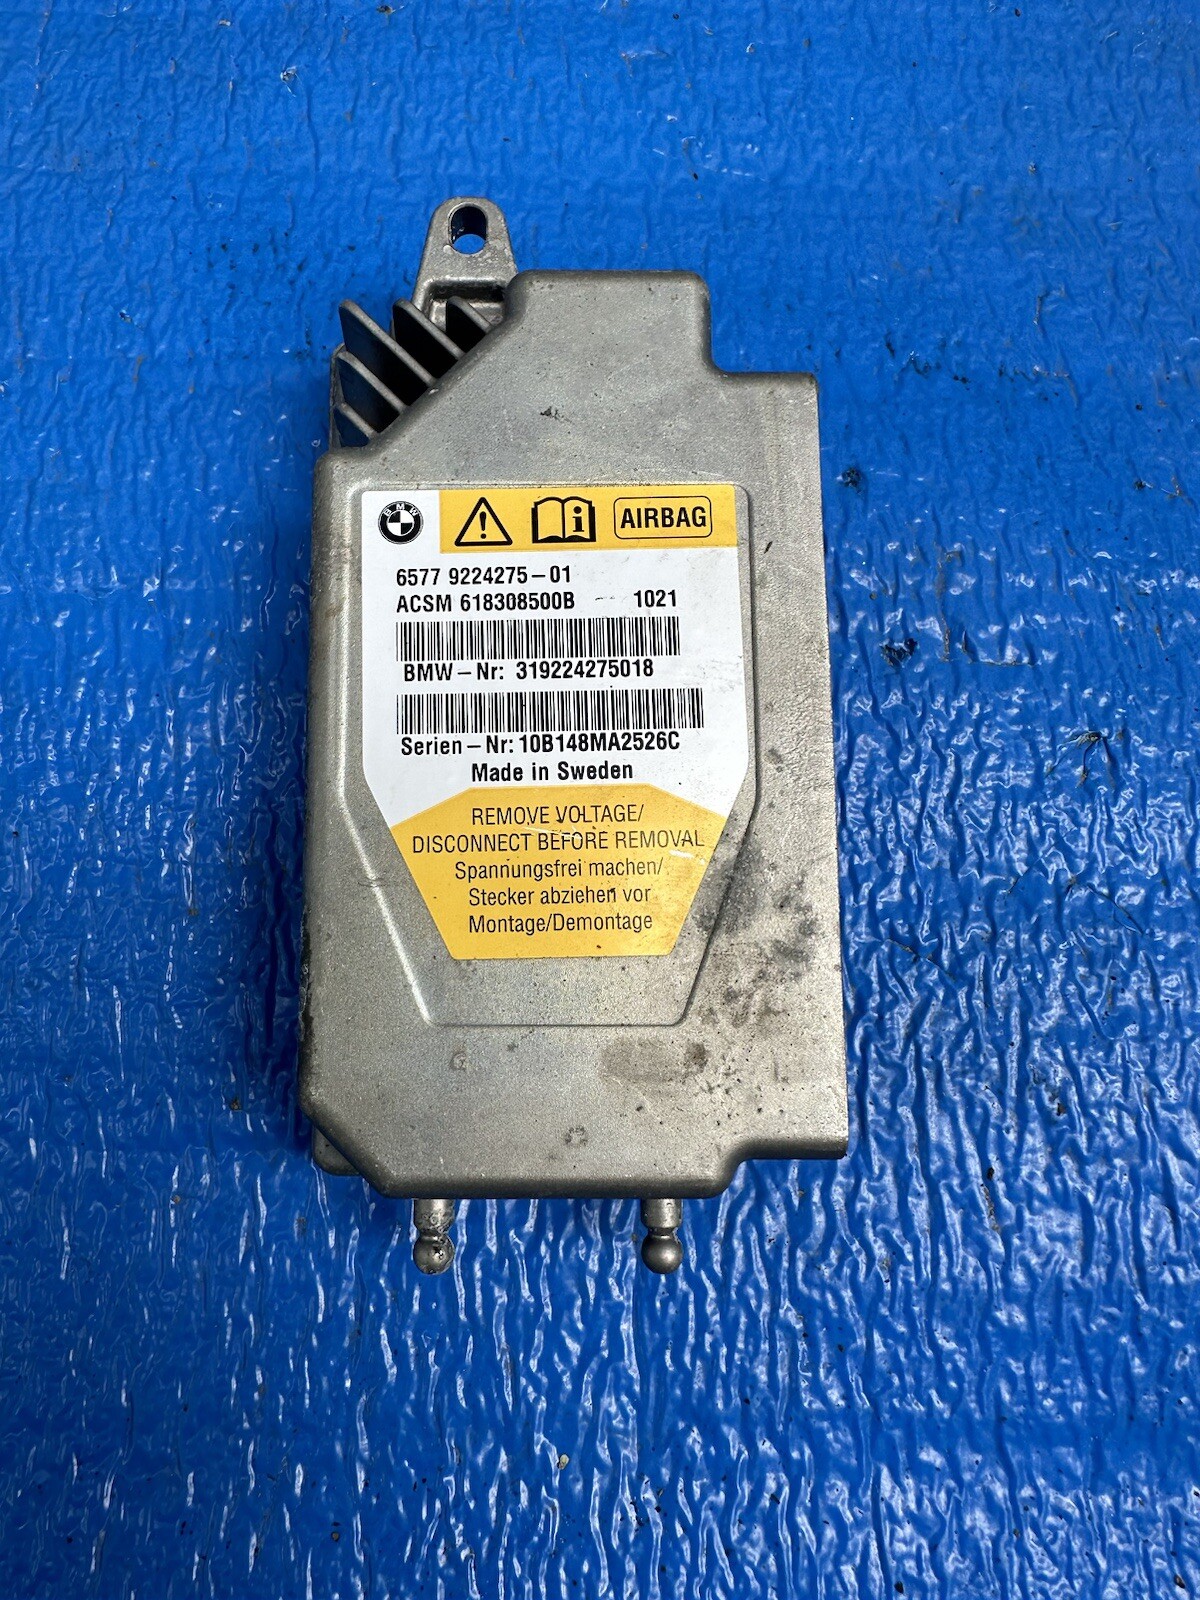 BMW
AIRBAG
6577 9224275-01
ACSM 618308500B 1021
BMW-Nr: 319224275018
Serien-Nr: 10B148MA2526C
Made in Sweden
REMOVE VOLTAGE/
DISCONNECT BEFORE REMOVAL
Spannungsfrei machen/
Stecker abziehen vor
Montage/Demontage